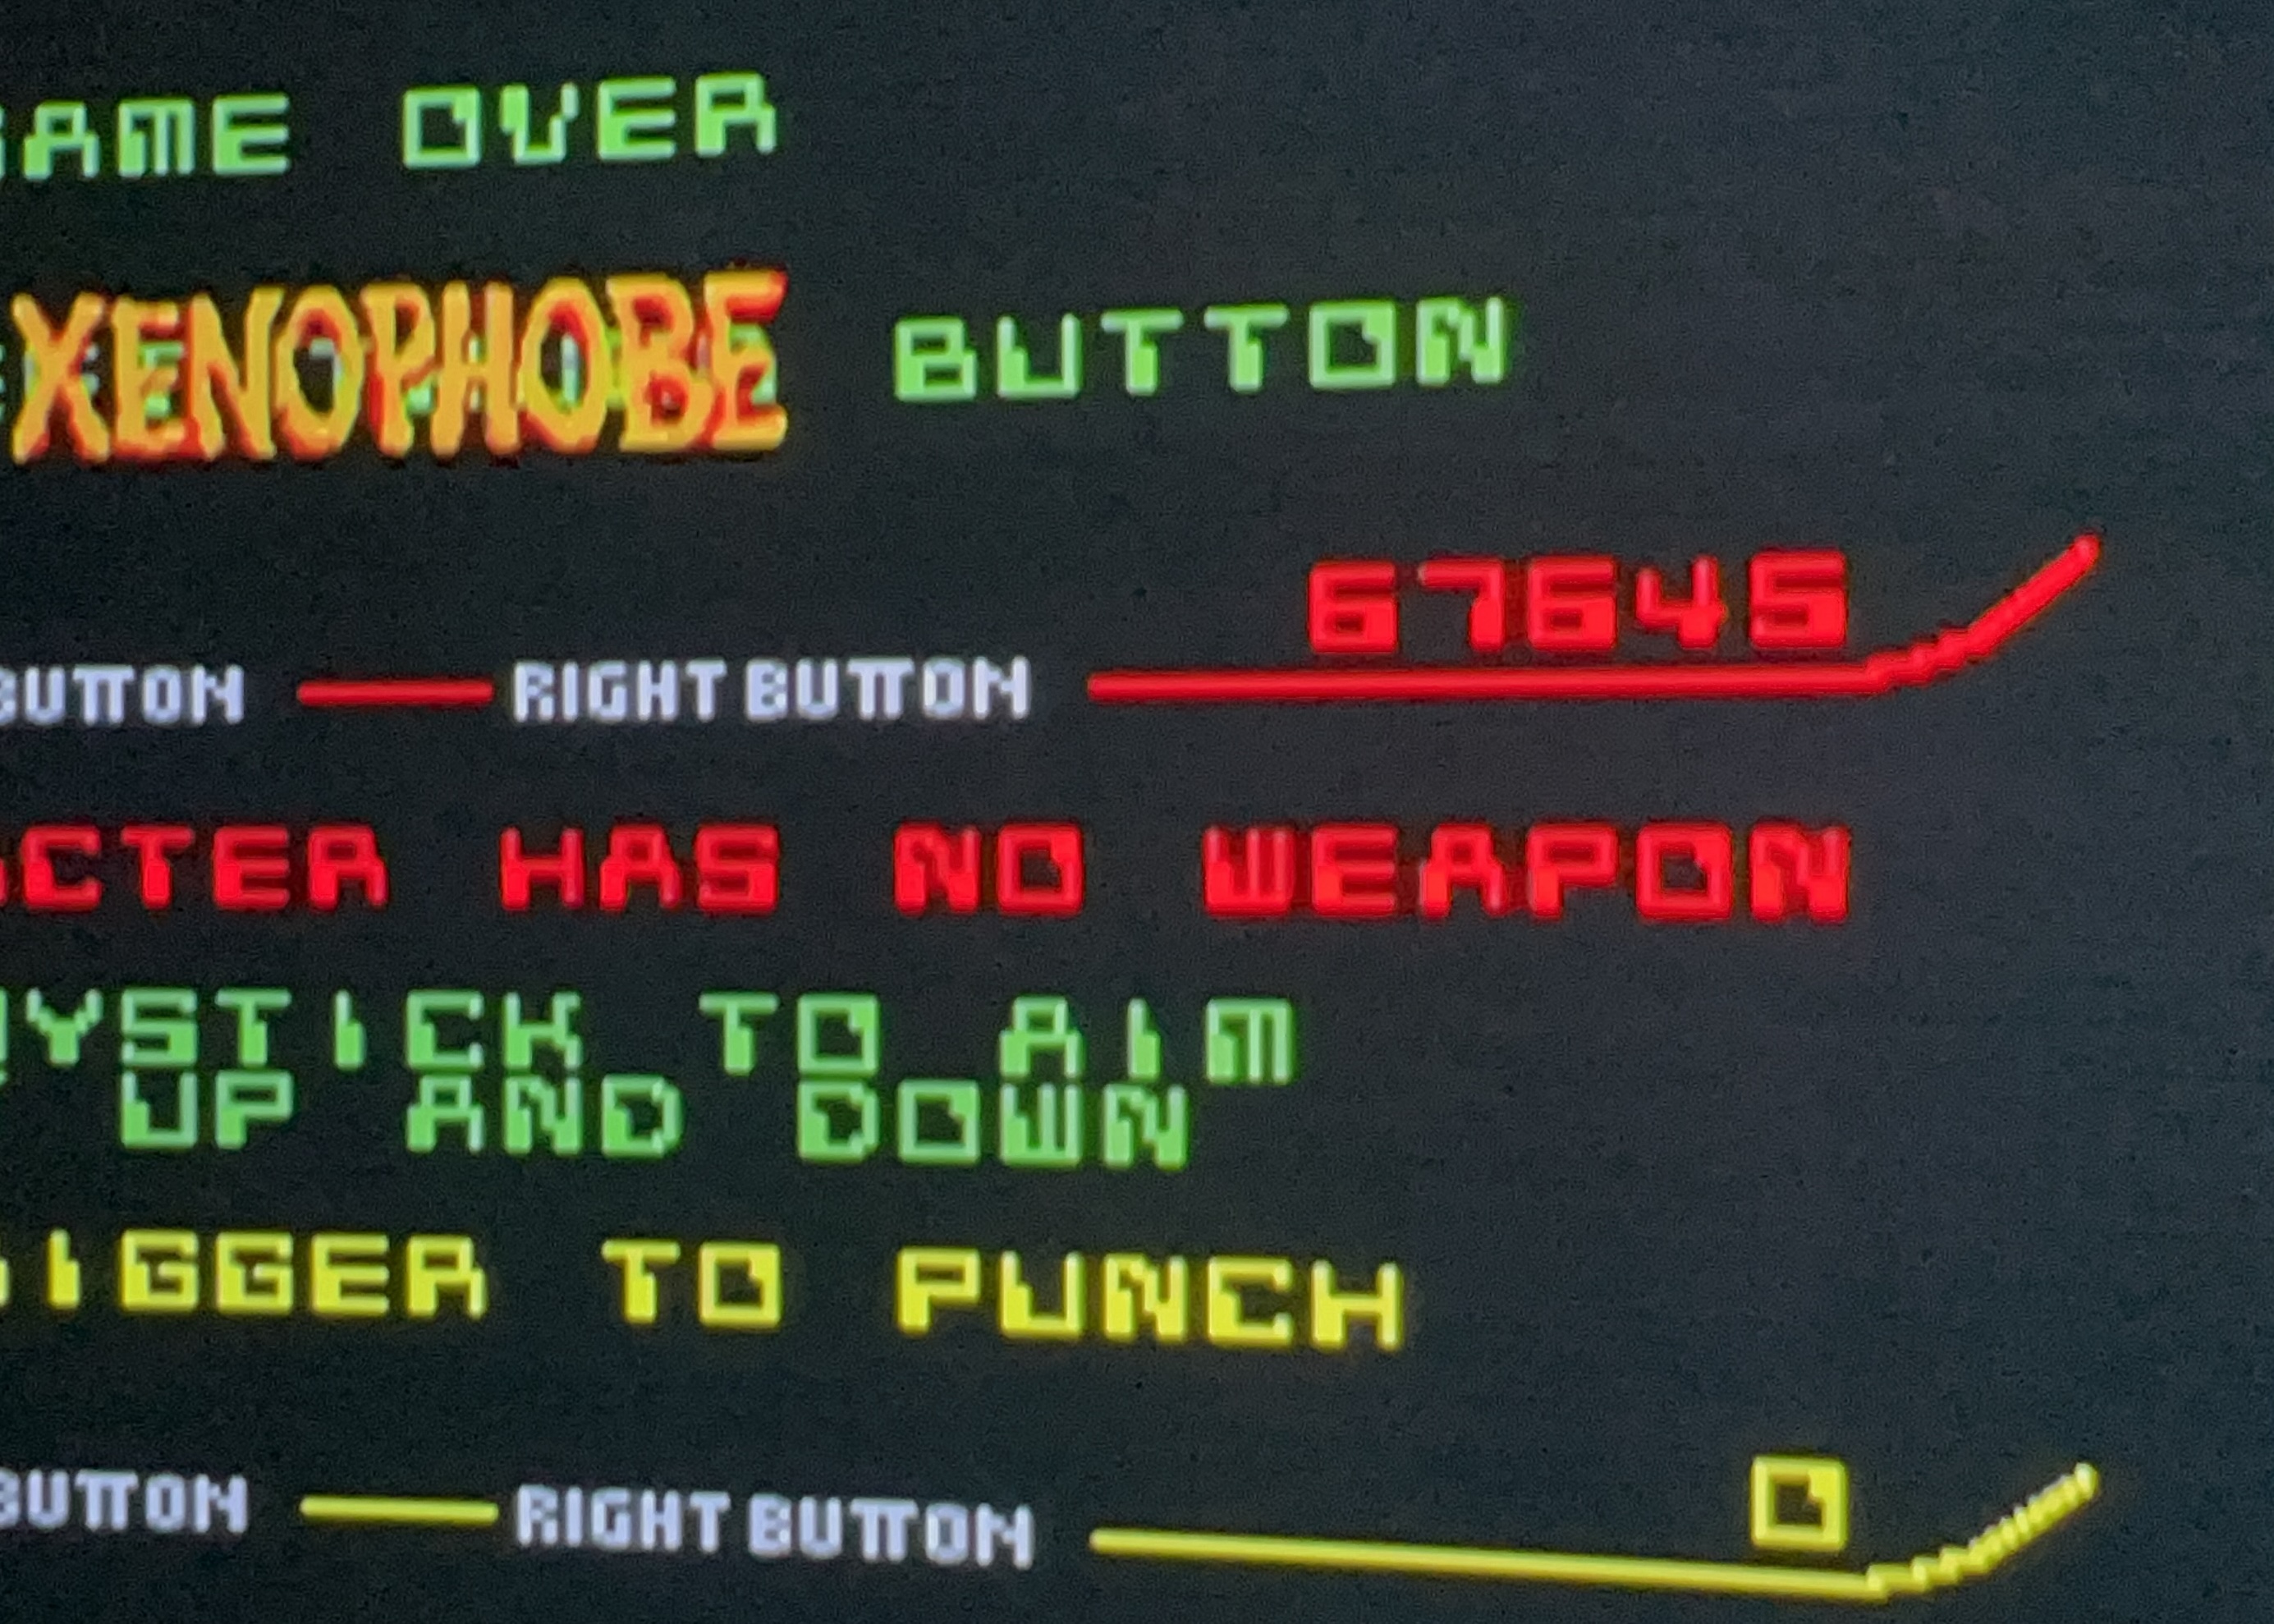 AME OVER
XENOPHOBE BUTTON
67645
BUTTON RIGHT BUTTON
CTER HAS NO WEAPON
YSTICK TO AIM
UP AND DOWN
IGGER TO PUNCH
0
BUTTON RIGHT BUTTON